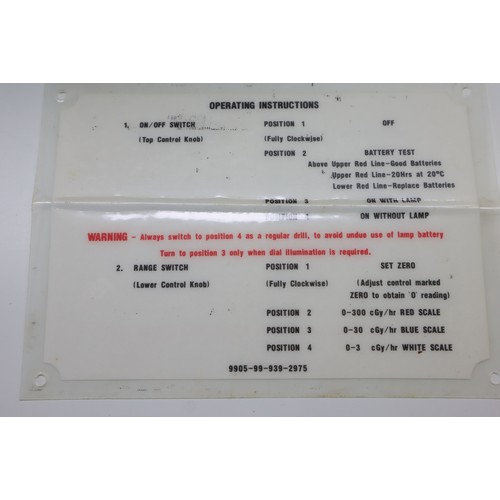 OPERATING INSTRUCTIONS
1. ON/OFF SWITCH POSITION 1 OFF
(Top Control Knob) (Fully Clockwise)
POSITION 2 BATTERY TEST
Above Upper Red Line-Good Batteries
Upper Red Line-20Hrs at 20°C
Lower Red Line-Replace Batteries
POSITION 3 ON WITH LAMP
ON WITHOUT LAMP
WARNING - Always switch to position 4 as a regular drill, to avoid undue use of lamp battery
Turn to position 3 only when dial illumination is required.
2. RANGE SWITCH POSITION 1 SET ZERO
(Lower Control Knob) (Fully Clockwise) (Adjust control marked
ZERO to obtain 'O' reading)
POSITION 2 0-300 cGy/hr RED SCALE
POSITION 3 0-30 cGy/hr BLUE SCALE
POSITION 4 0-3 cGy/hr WHITE SCALE
9905-99-939-2975